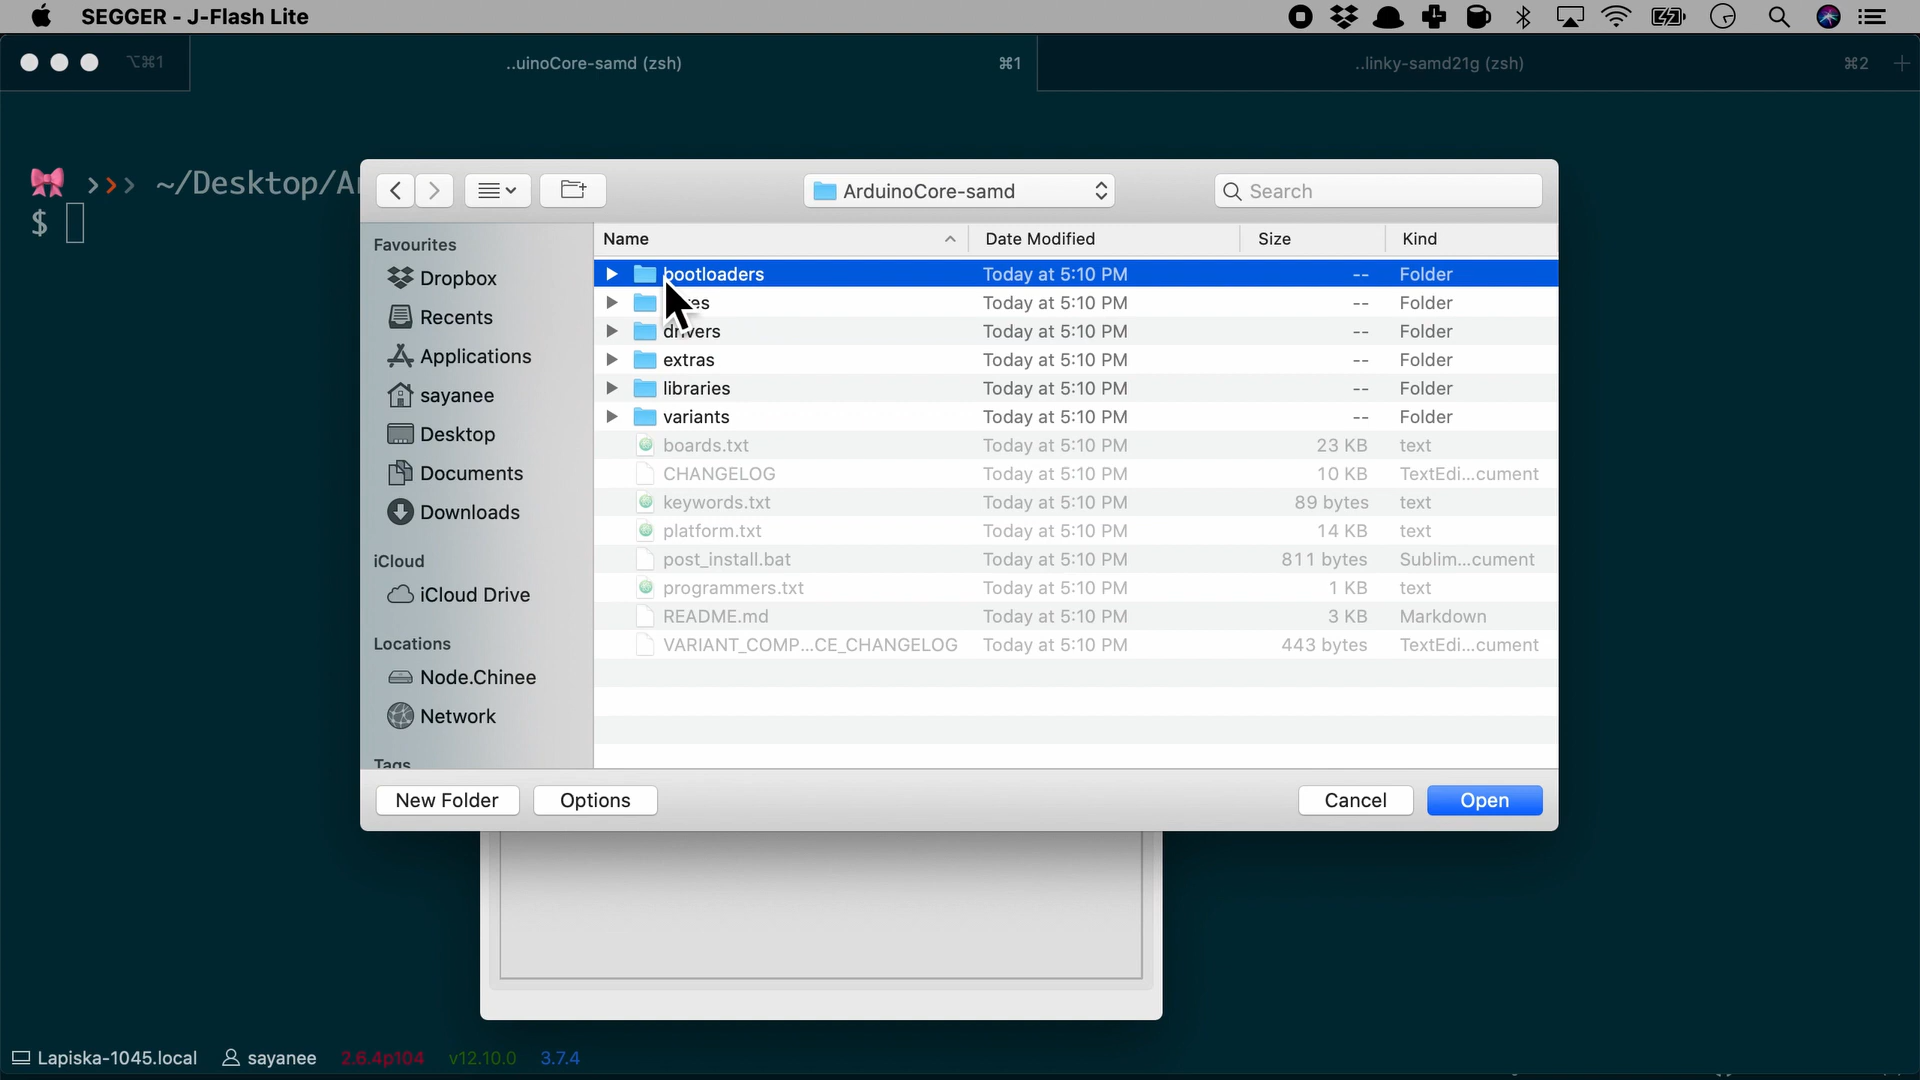 SEGGER - J-Flash Lite
⌥⌘1
..uinoCore-samd (zsh)
⌘1
..linky-samd21g (zsh)
⌘2
~/Desktop/A
$
ArduinoCore-samd
Search
Favourites
Dropbox
Recents
Applications
sayanee
Desktop
Documents
Downloads
iCloud
iCloud Drive
Locations
Node.Chinee
Network
Tags
Name Date Modified Size Kind
bootloaders Today at 5:10 PM -- Folder
Today at 5:10 PM -- Folder
drivers Today at 5:10 PM -- Folder
extras Today at 5:10 PM -- Folder
libraries Today at 5:10 PM -- Folder
variants Today at 5:10 PM -- Folder
boards.txt Today at 5:10 PM 23 KB text
CHANGELOG Today at 5:10 PM 10 KB TextEdi...cument
keywords.txt Today at 5:10 PM 89 bytes text
platform.txt Today at 5:10 PM 14 KB text
post_install.bat Today at 5:10 PM 811 bytes Sublim...cument
programmers.txt Today at 5:10 PM 1 KB text
README.md Today at 5:10 PM 3 KB Markdown
VARIANT_COMP...CE_CHANGELOG Today at 5:10 PM 443 bytes TextEdi...cument
New Folder
Options
Cancel
Open
Lapiska-1045.local sayanee 2.6.4p104 v12.10.0 3.7.4